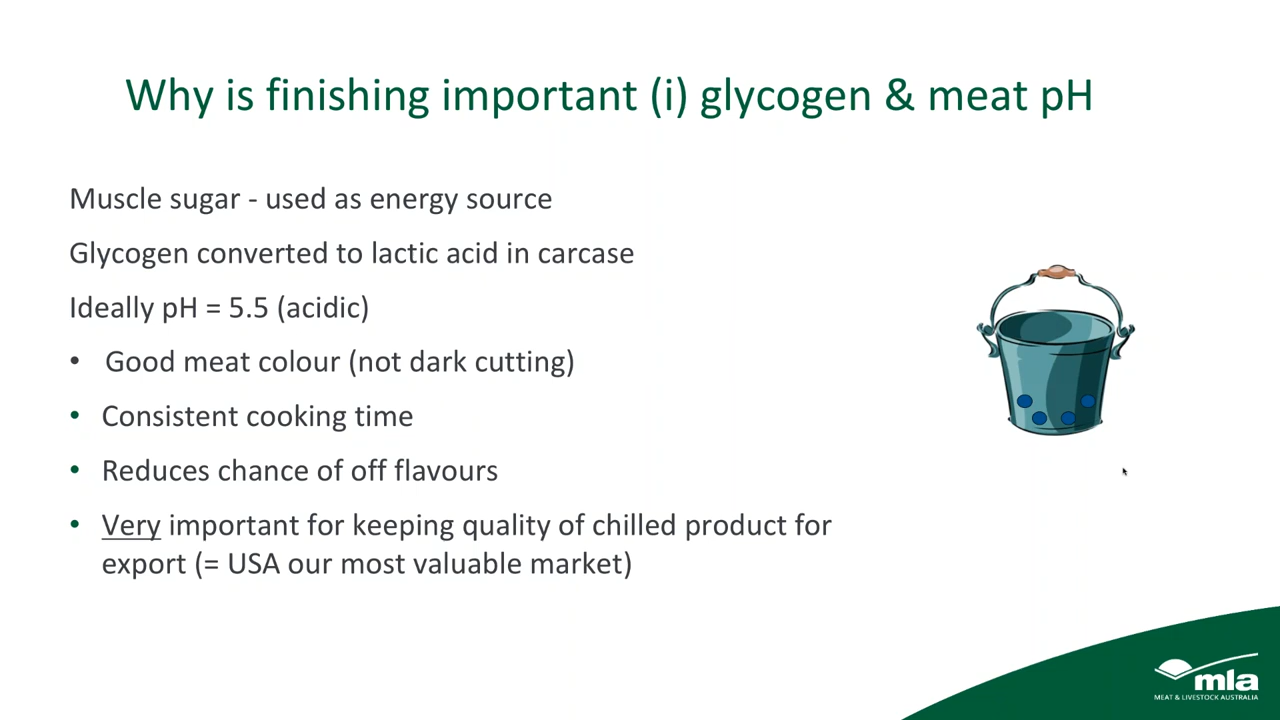 Why is finishing important (i) glycogen & meat pH
Muscle sugar - used as energy source
Glycogen converted to lactic acid in carcase
Ideally pH = 5.5 (acidic)
• Good meat colour (not dark cutting)
• Consistent cooking time
• Reduces chance of off flavours
• Very important for keeping quality of chilled product for
export (= USA our most valuable market)
mla
MEAT & LIVESTOCK AUSTRALIA